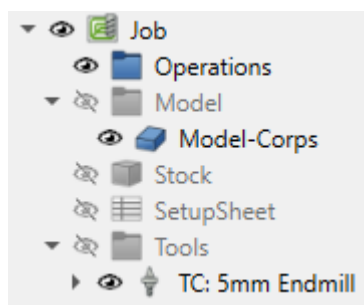 Job
Operations
Model
Model-Corps
Stock
SetupSheet
Tools
TC: 5mm Endmill